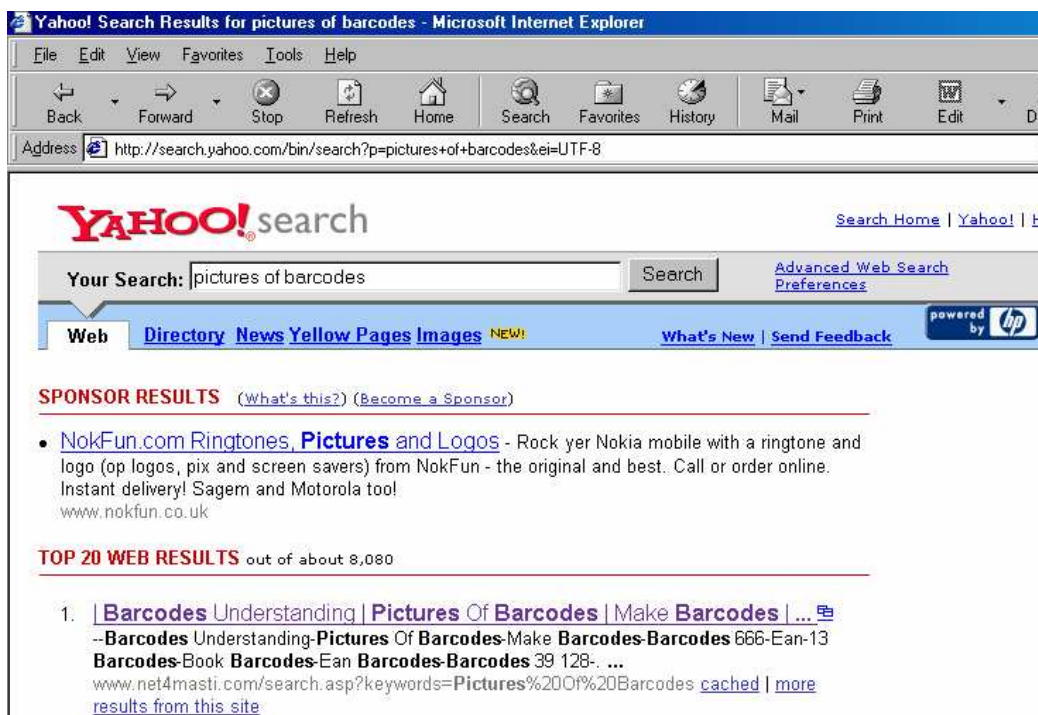 Yahoo! Search Results for pictures of barcodes - Microsoft Internet Explorer
File Edit View Favorites Tools Help
Back Forward Stop Refresh Home Search Favorites History Mail Print Edit D
Address http://search.yahoo.com/bin/search?p=pictures+of+barcodes&ei=UTF-8
YAHOO! search
Search Home | Yahoo! | H
Your Search: pictures of barcodes Search Advanced Web Search
Preferences
Web Directory News Yellow Pages Images NEW! What's New | Send Feedback powered by hp
SPONSOR RESULTS (What's this?) (Become a Sponsor)
• NokFun.com Ringtones, Pictures and Logos - Rock yer Nokia mobile with a ringtone and
logo (op logos, pix and screen savers) from NokFun - the original and best. Call or order online.
Instant delivery! Sagem and Motorola too!
www.nokfun.co.uk
TOP 20 WEB RESULTS out of about 8,080
1. | Barcodes Understanding | Pictures Of Barcodes | Make Barcodes | ...
--Barcodes Understanding-Pictures Of Barcodes-Make Barcodes-Barcodes 666-Ean-13
Barcodes-Book Barcodes-Ean Barcodes-Barcodes 39 128-. ...
www.net4masti.com/search.asp?keywords=Pictures%20Of%20Barcodes cached | more
results from this site